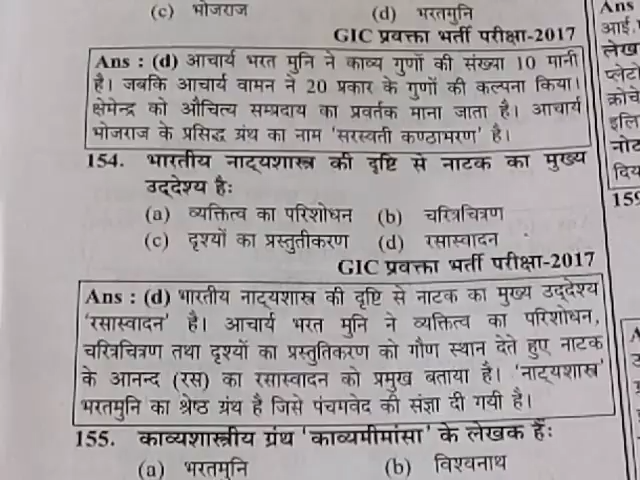 (c) भोजराज (d) भरतमुनि
GIC प्रवक्ता भर्ती परीक्षा-2017
Ans : (d) आचार्य भरत मुनि ने काव्य गुणों की संख्या 10 मानी
है। जबकि आचार्य वामन ने 20 प्रकार के गुणों की कल्पना किया।
क्षेमेन्द्र को औचित्य सम्प्रदाय का प्रवर्तक माना जाता है। आचार्य
भोजराज के प्रसिद्ध ग्रंथ का नाम 'सरस्वती कण्ठाभरण' है।
154. भारतीय नाट्यशास्त्र की दृष्टि से नाटक का मुख्य
उद्देश्य है:
(a) व्यक्तित्व का परिशोधन (b) चरित्रचित्रण
(c) दृश्यों का प्रस्तुतीकरण (d) रसास्वादन
GIC प्रवक्ता भर्ती परीक्षा-2017
Ans : (d) भारतीय नाट्यशास्त्र की दृष्टि से नाटक का मुख्य उद्देश्य
'रसास्वादन' है। आचार्य भरत मुनि ने व्यक्तित्व का परिशोधन,
चरित्रचित्रण तथा दृश्यों का प्रस्तुतिकरण को गौण स्थान देते हुए नाटक
के आनन्द (रस) का रसास्वादन को प्रमुख बताया है। 'नाट्यशास्त्र'
भरतमुनि का श्रेष्ठ ग्रंथ है जिसे पंचमवेद की संज्ञा दी गयी है।
155. काव्यशास्त्रीय ग्रंथ 'काव्यमीमांसा' के लेखक हैं:
(a) भरतमुनि (b) विश्वनाथ
Ans
आई.
लेख
प्लेटो
क्रोचे
इलि
नोट
दिय
159